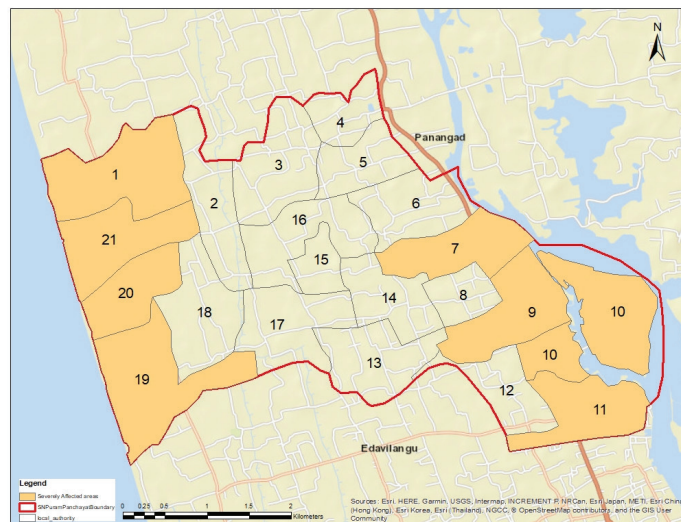 N
4
Panangad
3
5
1
2
6
16
21
7
15
20
14
8
9
10
18
17
10
13
19
12
11
Edavilangu
Legend
Severely Affected areas
SNPuramPanchayatBoundary
local_authority
0 0.25 0.5 1 1.5 2
Kilometers
Sources: Esri, HERE, Garmin, USGS, Intermap, INCREMENT P, NRCan, Esri Japan, METI, Esri China
(Hong Kong), Esri Korea, Esri (Thailand), NGCC, © OpenStreetMap contributors, and the GIS User
Community